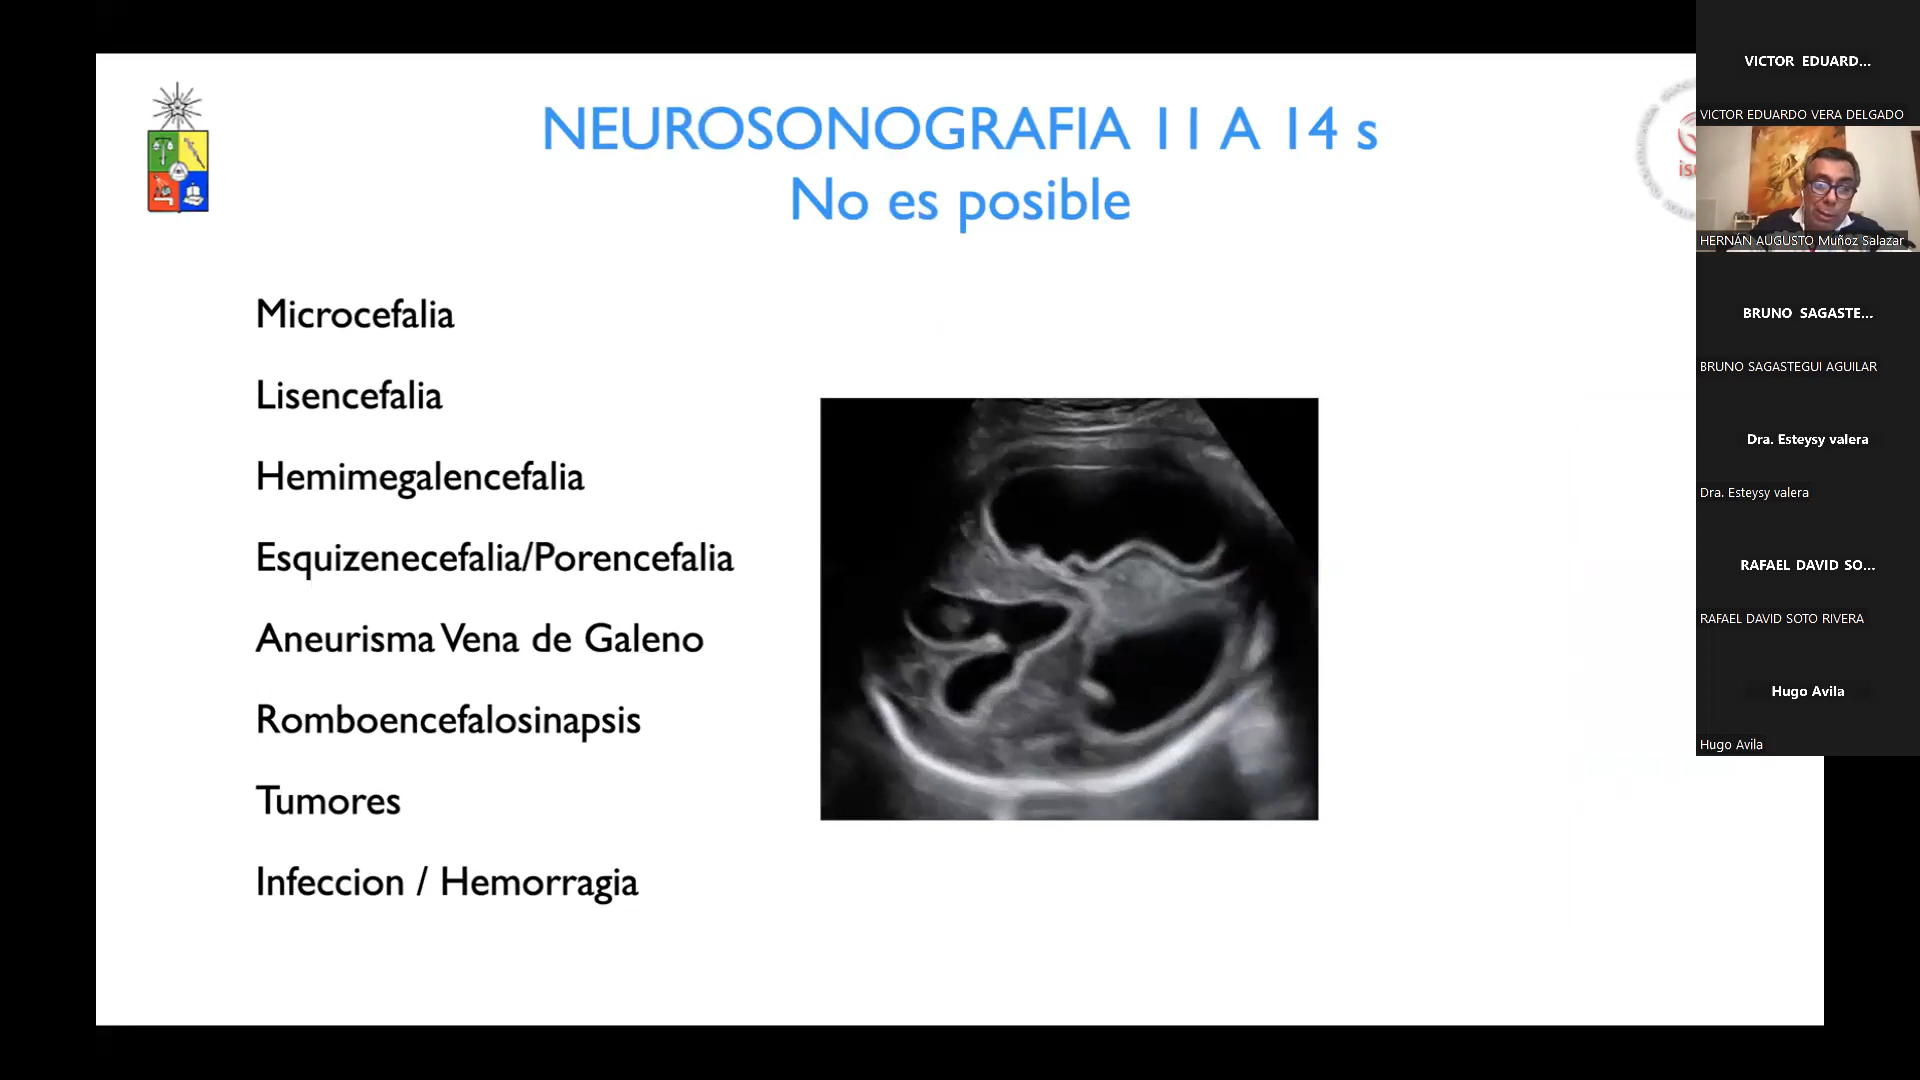 NEUROSONOGRAFIA 11 A 14 s
No es posible
Microcefalia
Lisencefalia
Hemimegalencefalia
Esquizenecefalia/Porencefalia
Aneurisma Vena de Galeno
Romboencefalosinapsis
Tumores
Infeccion / Hemorragia
VICTOR EDUARD...
VICTOR EDUARDO VERA DELGADO
HERNÁN AUGUSTO Muñoz Salazar
BRUNO SAGASTE...
BRUNO SAGASTEGUI AGUILAR
Dra. Esteysy valera
Dra. Esteysy valera
RAFAEL DAVID SO...
RAFAEL DAVID SOTO RIVERA
Hugo Avila
Hugo Avila